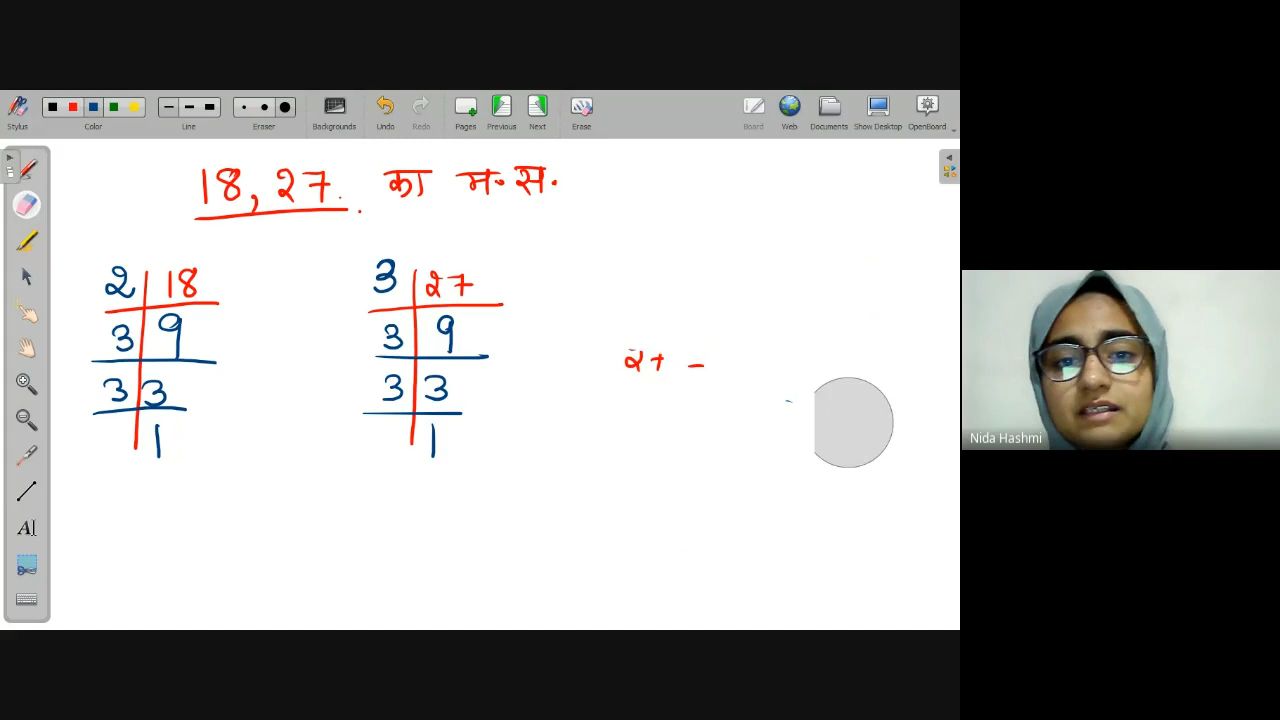 Stylus Color Line Eraser Backgrounds Undo Redo Pages Previous Next Erase Board Web Documents Show Desktop OpenBoard
18, 27. का म.स.
2 18 3 27
3 9 3 9
27 -
3 3 3 3
1 1
Nida Hashmi